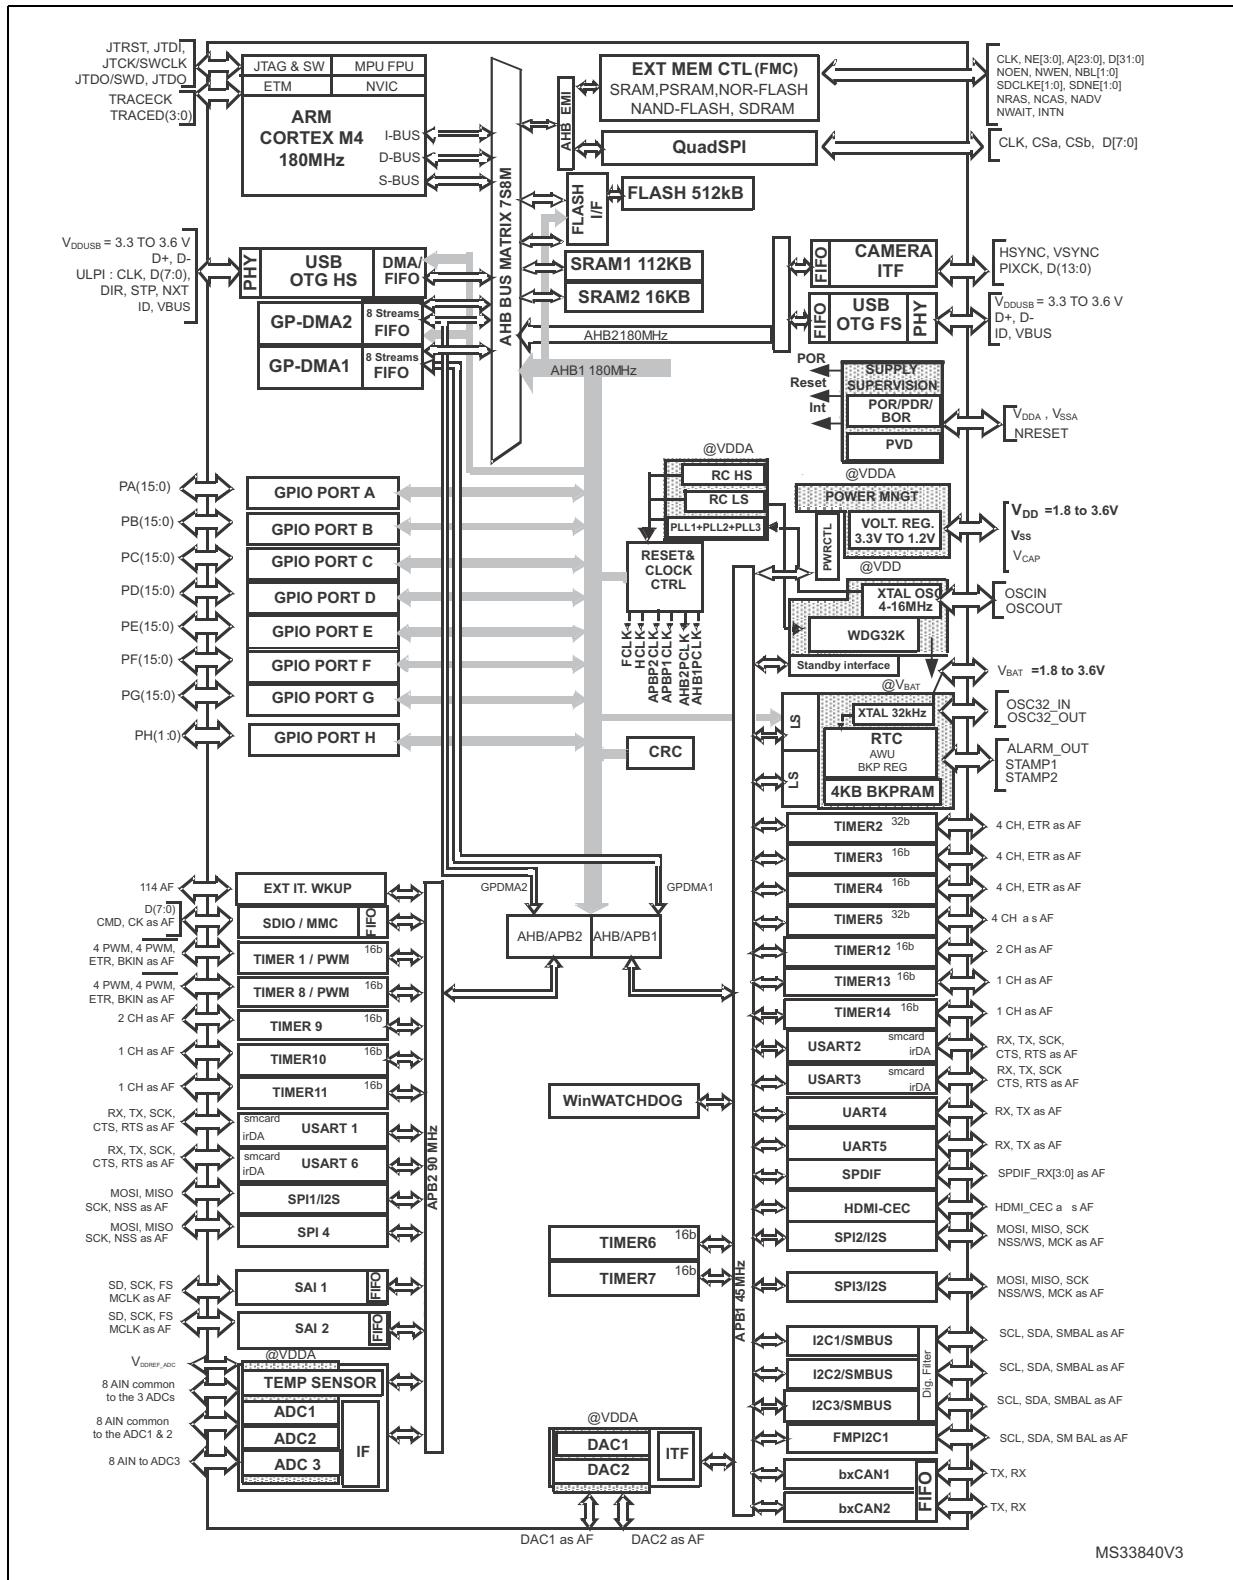 JTRST, JTDI,
JTCK/SWCLK
JTDO/SWD, JTDO
TRACECK
TRACED(3:0)
JTAG & SW
MPU FPU
ETM
NVIC
ARM
CORTEX M4
180MHz
I-BUS
D-BUS
S-BUS
AHB BUS MATRIX 7S8M
AHB EMI
EXT MEM CTL (FMC)
SRAM,PSRAM,NOR-FLASH
NAND-FLASH, SDRAM
QuadSPI
CLK, NE[3:0], A[23:0], D[31:0]
NOEN, NWEN, NBL[1:0]
SDCLKE[1:0], SDNE[1:0]
NRAS, NCAS, NADV
NWAIT, INTN
CLK, CSa, CSb, D[7:0]
FLASH I/F
FLASH 512kB
SRAM1 112KB
SRAM2 16KB
VDDUSB = 3.3 TO 3.6 V
D+, D-
ULPI : CLK, D(7:0),
DIR, STP, NXT
ID, VBUS
PHY
USB
OTG HS
DMA/
FIFO
GP-DMA2
8 Streams
FIFO
GP-DMA1
8 Streams
FIFO
AHB2180MHz
AHB1 180MHz
FIFO
CAMERA
ITF
HSYNC, VSYNC
PIXCK, D(13:0)
FIFO
USB
OTG FS
PHY
VDDUSB = 3.3 TO 3.6 V
D+, D-
ID, VBUS
POR
Reset
Int
SUPPLY
SUPERVISION
POR/PDR/
BOR
PVD
VDDA , VSSA
NRESET
@VDDA
RC HS
RC LS
PLL1+PLL2+PLL3
RESET&
CLOCK
CTRL
FCLK
HCLK
APBP2CLK
APBP1CLK
AHB2PCLK
AHB1PCLK
@VDDA
POWER MNGT
VOLT. REG.
3.3V TO 1.2V
PWRCTL
VDD =1.8 to 3.6V
Vss
VCAP
@VDD
XTAL OSC
4-16MHz
OSCIN
OSCOUT
WDG32K
Standby interface
VBAT =1.8 to 3.6V
@VBAT
LS
LS
XTAL 32kHz
RTC
AWU
BKP REG
4KB BKPRAM
OSC32_IN
OSC32_OUT
ALARM_OUT
STAMP1
STAMP2
PA(15:0)
GPIO PORT A
PB(15:0)
GPIO PORT B
PC(15:0)
GPIO PORT C
PD(15:0)
GPIO PORT D
PE(15:0)
GPIO PORT E
PF(15:0)
GPIO PORT F
PG(15:0)
GPIO PORT G
PH(1:0)
GPIO PORT H
CRC
GPDMA2
GPDMA1
AHB/APB2
AHB/APB1
114 AF
EXT IT. WKUP
D(7:0)
CMD, CK as AF
SDIO / MMC
FIFO
4 PWM, 4 PWM,
ETR, BKIN as AF
TIMER 1 / PWM
16b
4 PWM, 4 PWM,
ETR, BKIN as AF
TIMER 8 / PWM
16b
2 CH as AF
TIMER 9
16b
1 CH as AF
TIMER10
16b
1 CH as AF
TIMER11
16b
RX, TX, SCK,
CTS, RTS as AF
smcard
irDA
USART 1
RX, TX, SCK,
CTS, RTS as AF
smcard
irDA
USART 6
MOSI, MISO
SCK, NSS as AF
SPI1/I2S
MOSI, MISO
SCK, NSS as AF
SPI 4
SD, SCK, FS
MCLK as AF
SAI 1
FIFO
SD, SCK, FS
MCLK as AF
SAI 2
FIFO
APB2 90 MHz
@VDDA
VDDREF_ADC
TEMP SENSOR
8 AIN common
to the 3 ADCs
ADC1
8 AIN common
to the ADC1 & 2
ADC2
8 AIN to ADC3
ADC 3
IF
WinWATCHDOG
TIMER6
16b
TIMER7
16b
APB1 45MHz
@VDDA
DAC1
DAC2
ITF
DAC1 as AF
DAC2 as AF
TIMER2
32b
4 CH, ETR as AF
TIMER3
16b
4 CH, ETR as AF
TIMER4
16b
4 CH, ETR as AF
TIMER5
32b
4 CH a s AF
TIMER12
16b
2 CH as AF
TIMER13
16b
1 CH as AF
TIMER14
16b
1 CH as AF
USART2
smcard
irDA
RX, TX, SCK,
CTS, RTS as AF
USART3
smcard
irDA
RX, TX, SCK
CTS, RTS as AF
UART4
RX, TX as AF
UART5
RX, TX as AF
SPDIF
SPDIF_RX[3:0] as AF
HDMI-CEC
HDMI_CEC a s AF
SPI2/I2S
MOSI, MISO, SCK
NSS/WS, MCK as AF
SPI3/I2S
MOSI, MISO, SCK
NSS/WS, MCK as AF
I2C1/SMBUS
SCL, SDA, SMBAL as AF
I2C2/SMBUS
SCL, SDA, SMBAL as AF
I2C3/SMBUS
SCL, SDA, SMBAL as AF
Dig. Filter
FMPI2C1
SCL, SDA, SM BAL as AF
bxCAN1
TX, RX
bxCAN2
TX, RX
FIFO
MS33840V3